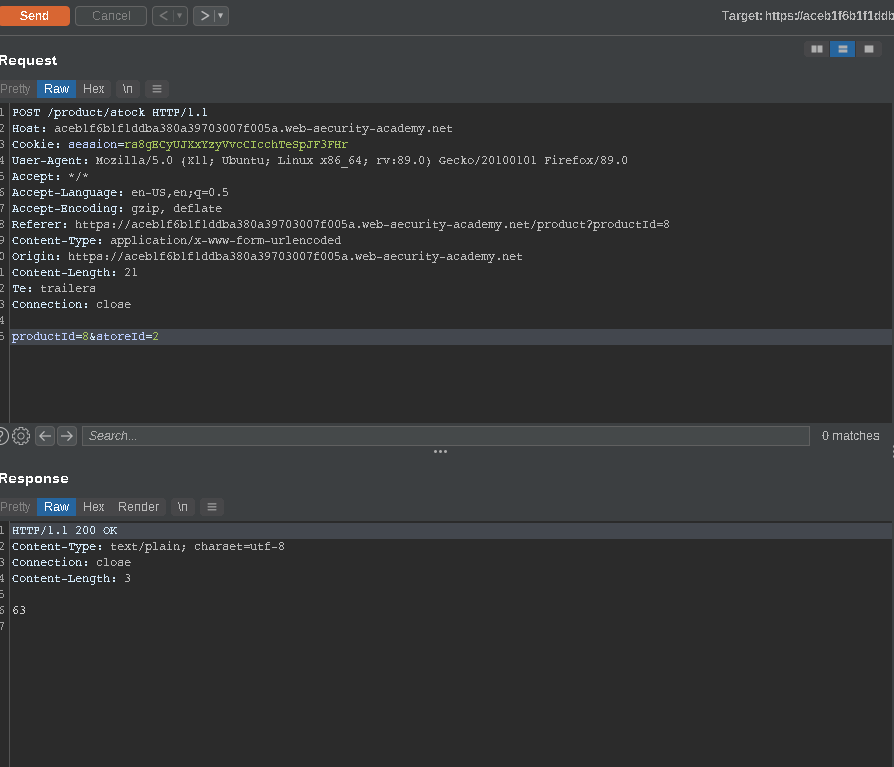 Send Cancel < ▾ > ▾ Target: https://aceb1f6b1f1ddb
Request
Pretty Raw Hex \n ≡
1 POST /product/stock HTTP/1.1
2 Host: aceb1f6b1f1ddba380a39703007f005a.web-security-academy.net
3 Cookie: session=rs8gECyUJXxYzyVvcCIcchTeSpJF3FHr
4 User-Agent: Mozilla/5.0 (X11; Ubuntu; Linux x86_64; rv:89.0) Gecko/20100101 Firefox/89.0
5 Accept: */*
6 Accept-Language: en-US,en;q=0.5
7 Accept-Encoding: gzip, deflate
8 Referer: https://aceb1f6b1f1ddba380a39703007f005a.web-security-academy.net/product?productId=8
9 Content-Type: application/x-www-form-urlencoded
0 Origin: https://aceb1f6b1f1ddba380a39703007f005a.web-security-academy.net
1 Content-Length: 21
2 Te: trailers
3 Connection: close
4
5 productId=8&storeId=2
? Search... 0 matches
Response
Pretty Raw Hex Render \n ≡
1 HTTP/1.1 200 OK
2 Content-Type: text/plain; charset=utf-8
3 Connection: close
4 Content-Length: 3
5
6 63
7